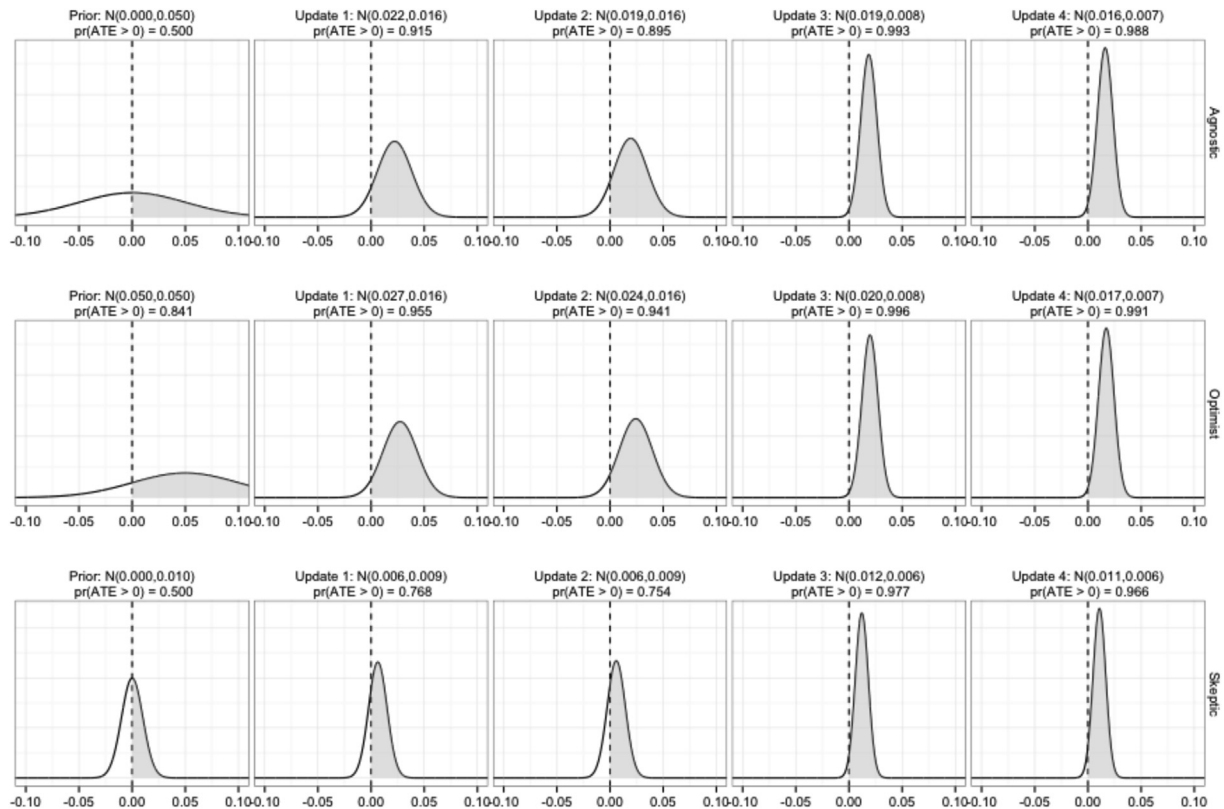 Prior: N(0.000,0.050)
pr(ATE > 0) = 0.500
Update 1: N(0.022,0.016)
pr(ATE > 0) = 0.915
Update 2: N(0.019,0.016)
pr(ATE > 0) = 0.895
Update 3: N(0.019,0.008)
pr(ATE > 0) = 0.993
Update 4: N(0.016,0.007)
pr(ATE > 0) = 0.988
Agnostic
-0.10 -0.05 0.00 0.05 0.10
-0.10 -0.05 0.00 0.05 0.10
-0.10 -0.05 0.00 0.05 0.10
-0.10 -0.05 0.00 0.05 0.10
-0.10 -0.05 0.00 0.05 0.10
Prior: N(0.050,0.050)
pr(ATE > 0) = 0.841
Update 1: N(0.027,0.016)
pr(ATE > 0) = 0.955
Update 2: N(0.024,0.016)
pr(ATE > 0) = 0.941
Update 3: N(0.020,0.008)
pr(ATE > 0) = 0.996
Update 4: N(0.017,0.007)
pr(ATE > 0) = 0.991
Optimist
-0.10 -0.05 0.00 0.05 0.10
-0.10 -0.05 0.00 0.05 0.10
-0.10 -0.05 0.00 0.05 0.10
-0.10 -0.05 0.00 0.05 0.10
-0.10 -0.05 0.00 0.05 0.10
Prior: N(0.000,0.010)
pr(ATE > 0) = 0.500
Update 1: N(0.006,0.009)
pr(ATE > 0) = 0.768
Update 2: N(0.006,0.009)
pr(ATE > 0) = 0.754
Update 3: N(0.012,0.006)
pr(ATE > 0) = 0.977
Update 4: N(0.011,0.006)
pr(ATE > 0) = 0.966
Skeptic
-0.10 -0.05 0.00 0.05 0.10
-0.10 -0.05 0.00 0.05 0.10
-0.10 -0.05 0.00 0.05 0.10
-0.10 -0.05 0.00 0.05 0.10
-0.10 -0.05 0.00 0.05 0.10